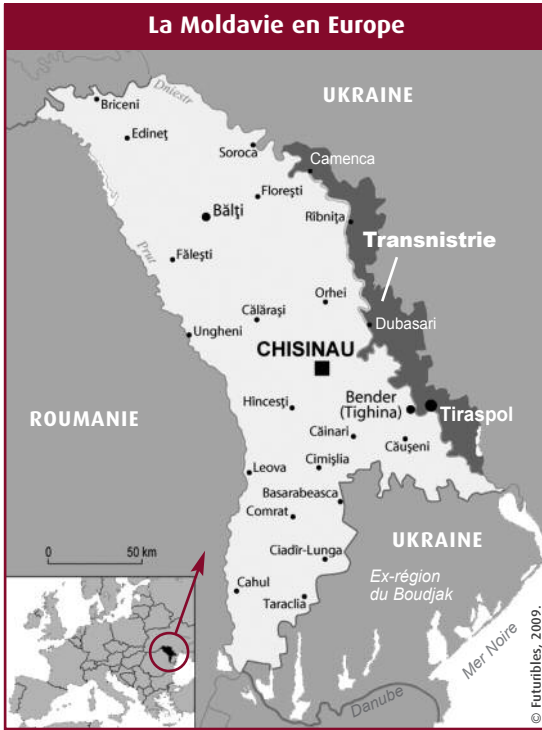 La Moldavie en Europe
Dniestr
UKRAINE
Briceni
Edineţ
Soroca
Camenca
Floreşti
Bălţi
Rîbniţa
Transnistrie
Prut
Făleşti
Orhei
Călăraşi
Dubasari
Ungheni
CHISINAU
Hînceşti
Bender
(Tighina)
Tiraspol
ROUMANIE
Căinari
Căuşeni
Cimişlia
Leova
Basarabeasca
Comrat
UKRAINE
0 50 km
Ciadîr-Lunga
Ex-région
du Boudjak
Cahul
Taraclia
Mer Noire
Danube
© Futuribles, 2009.